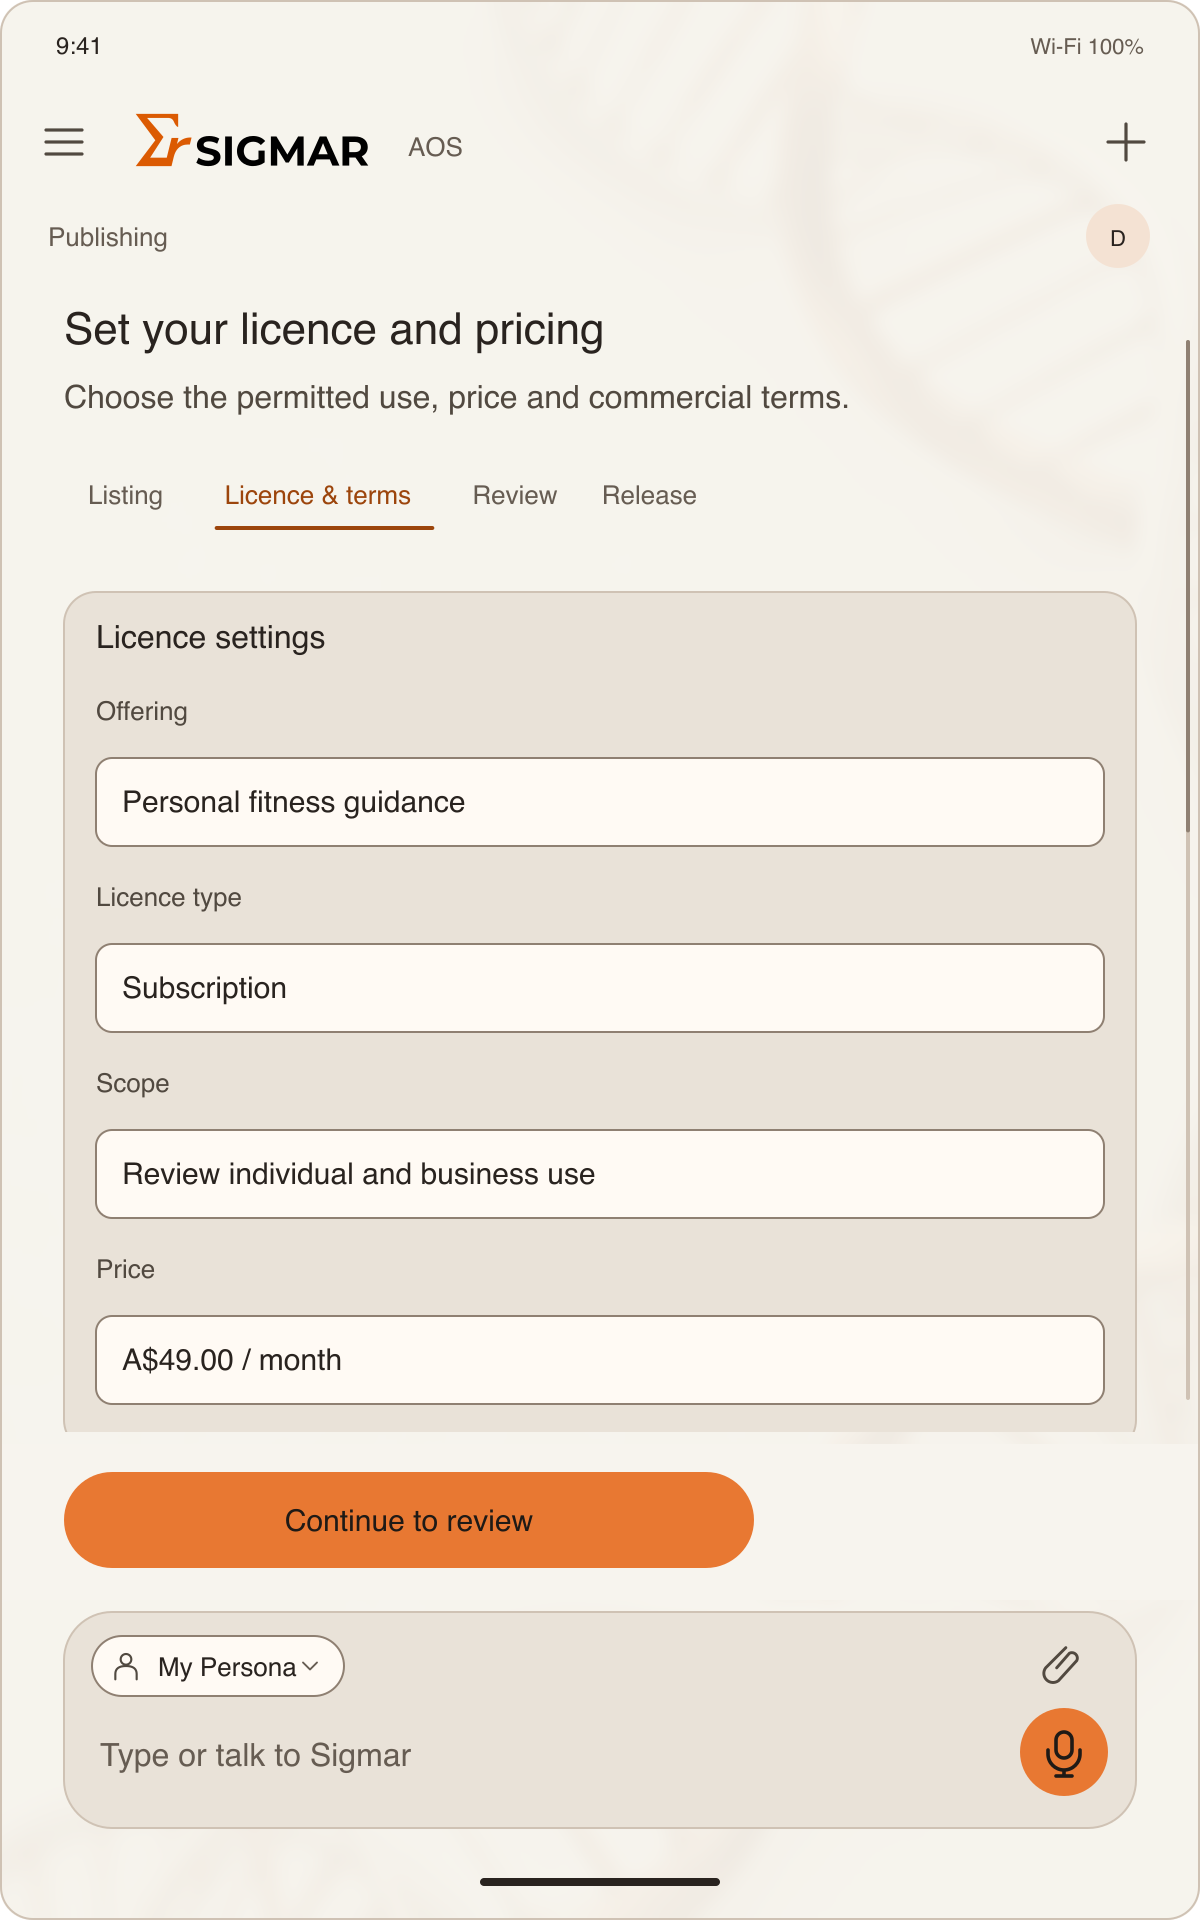 9:41
Wi-Fi 100%
Σr SIGMAR AOS
Publishing
D
Set your licence and pricing
Choose the permitted use, price and commercial terms.
Listing Licence & terms Review Release
Licence settings
Offering
Personal fitness guidance
Licence type
Subscription
Scope
Review individual and business use
Price
A$49.00 / month
Continue to review
My Persona
Type or talk to Sigmar